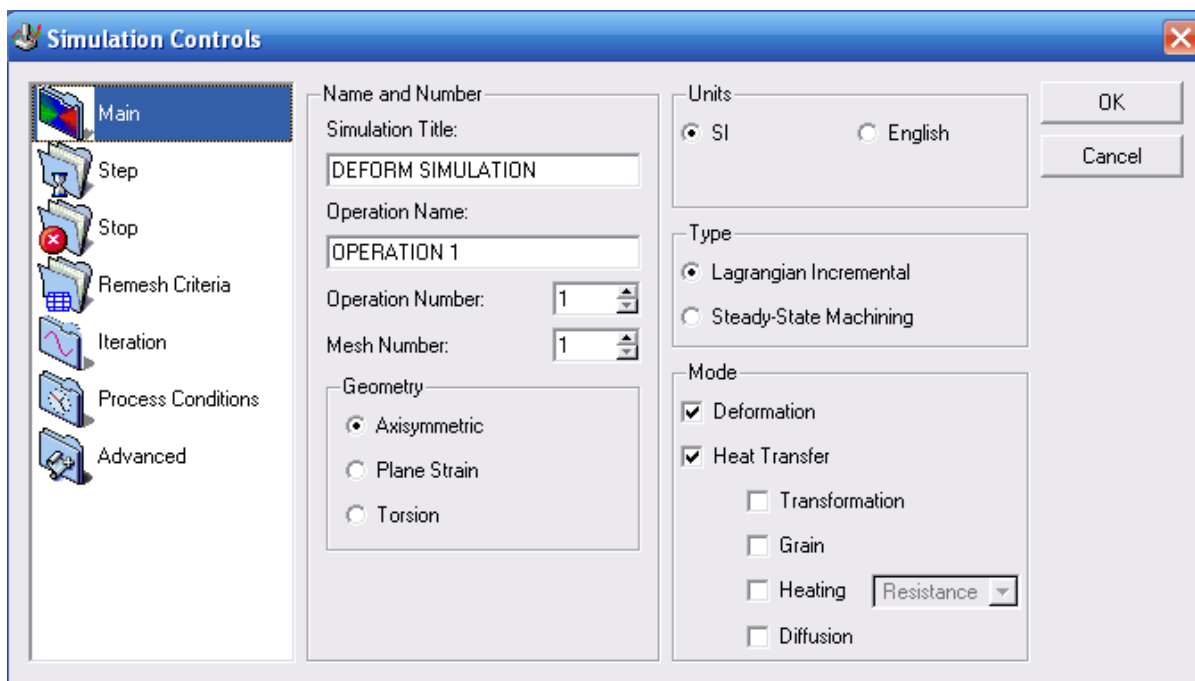 Simulation Controls
Main
Step
Stop
Remesh Criteria
Iteration
Process Conditions
Advanced
Name and Number
Simulation Title:
DEFORM SIMULATION
Operation Name:
OPERATION 1
Operation Number:
1
Mesh Number:
1
Geometry
Axisymmetric
Plane Strain
Torsion
Units
SI
English
Type
Lagrangian Incremental
Steady-State Machining
Mode
Deformation
Heat Transfer
Transformation
Grain
Heating
Resistance
Diffusion
OK
Cancel